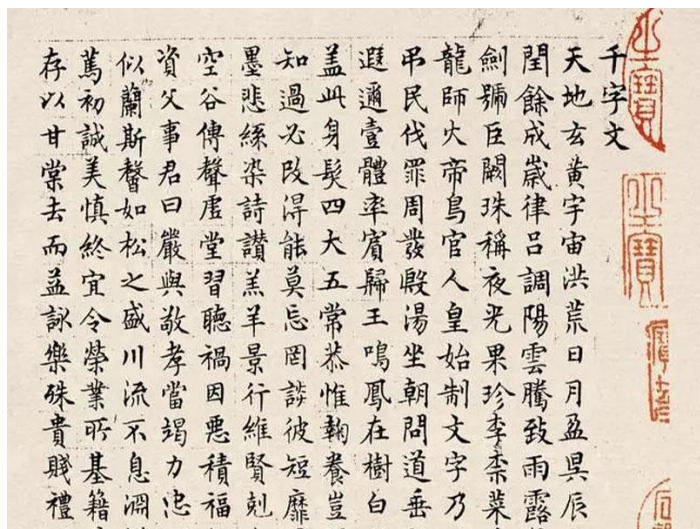 千字文
天地玄黃宇宙洪荒日月盈昃辰
閏餘成歲律呂調陽雲騰致雨露
劍號巨闕珠稱夜光果珍李柰菜
龍師火帝鳥官人皇始制文字乃
吊民伐罪周發殷湯坐朝問道垂
遐邇壹體率賓歸王鳴鳳在樹白
盖此身髮四大五常恭惟鞠養豈
知過必改得能莫忘罔談彼短靡
墨悲絲染詩讚羔羊景行維賢剋
空谷傳聲虛堂習聽禍因惡積福
資父事君曰嚴與敬孝當竭力忠
似蘭斯馨如松之盛川流不息淵
篤初誠美慎終宜令榮業所基籍
存以甘棠去而益詠樂殊貴賤禮